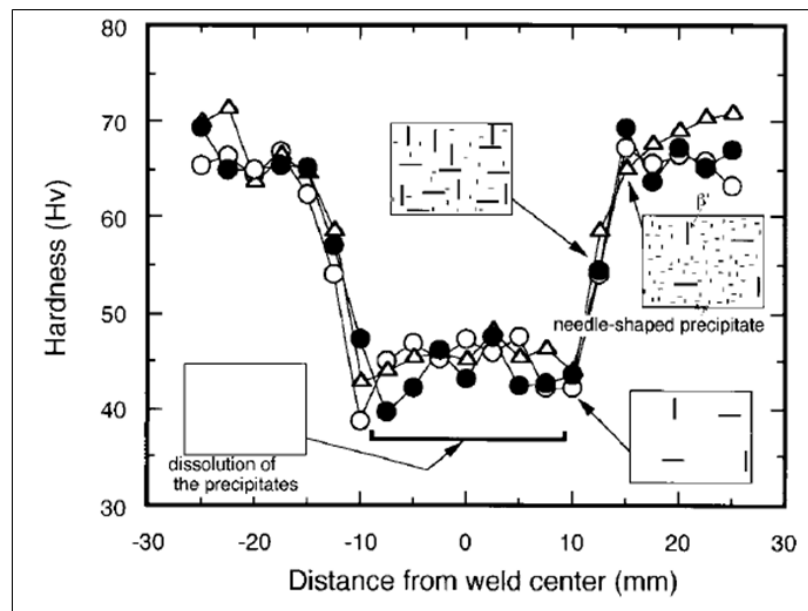 80
70
60
50
40
30
Hardness (Hv)
β'
needle-shaped precipitate
dissolution of
the precipitates
-30 -20 -10 0 10 20 30
Distance from weld center (mm)